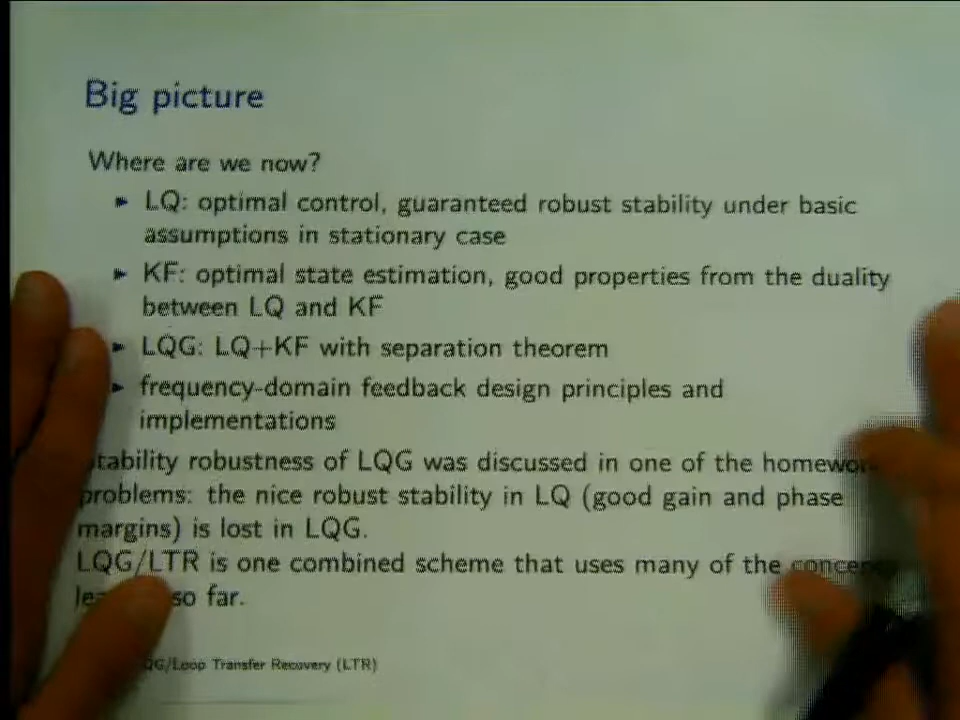 Big picture
Where are we now?
► LQ: optimal control, guaranteed robust stability under basic
assumptions in stationary case
► KF: optimal state estimation, good properties from the duality
between LQ and KF
► LQG: LQ+KF with separation theorem
► frequency-domain feedback design principles and
implementations
stability robustness of LQG was discussed in one of the homework
problems: the nice robust stability in LQ (good gain and phase
margins) is lost in LQG.
LQG/LTR is one combined scheme that uses many of the
so far.
LQG/Loop Transfer Recovery (LTR)